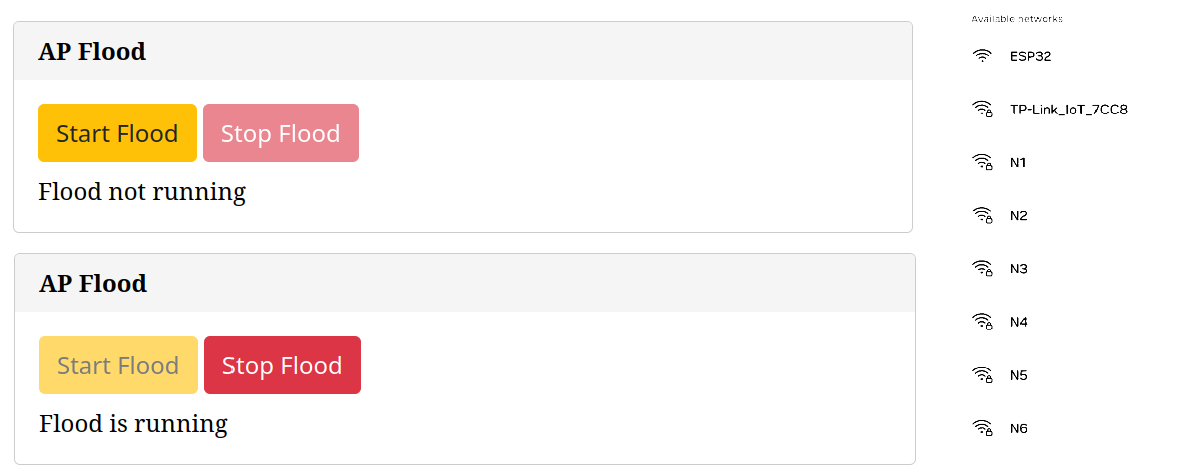 AP Flood
Start Flood Stop Flood
Flood not running
AP Flood
Start Flood Stop Flood
Flood is running
Available networks
ESP32
TP-Link_IoT_7CC8
N1
N2
N3
N4
N5
N6